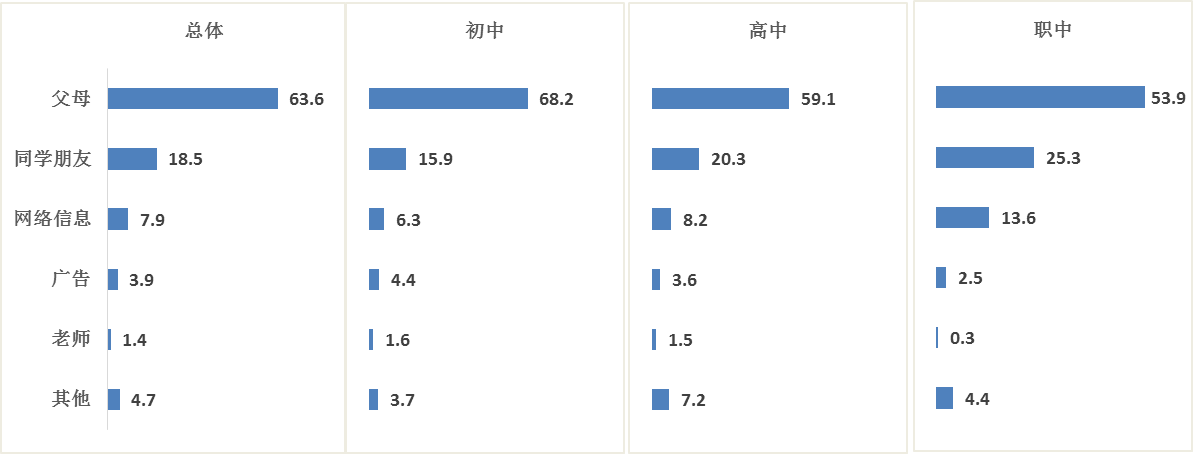 总体 初中 高中 职中
父母 63.6 68.2 59.1 53.9
同学朋友 18.5 15.9 20.3 25.3
网络信息 7.9 6.3 8.2 13.6
广告 3.9 4.4 3.6 2.5
老师 1.4 1.6 1.5 0.3
其他 4.7 3.7 7.2 4.4